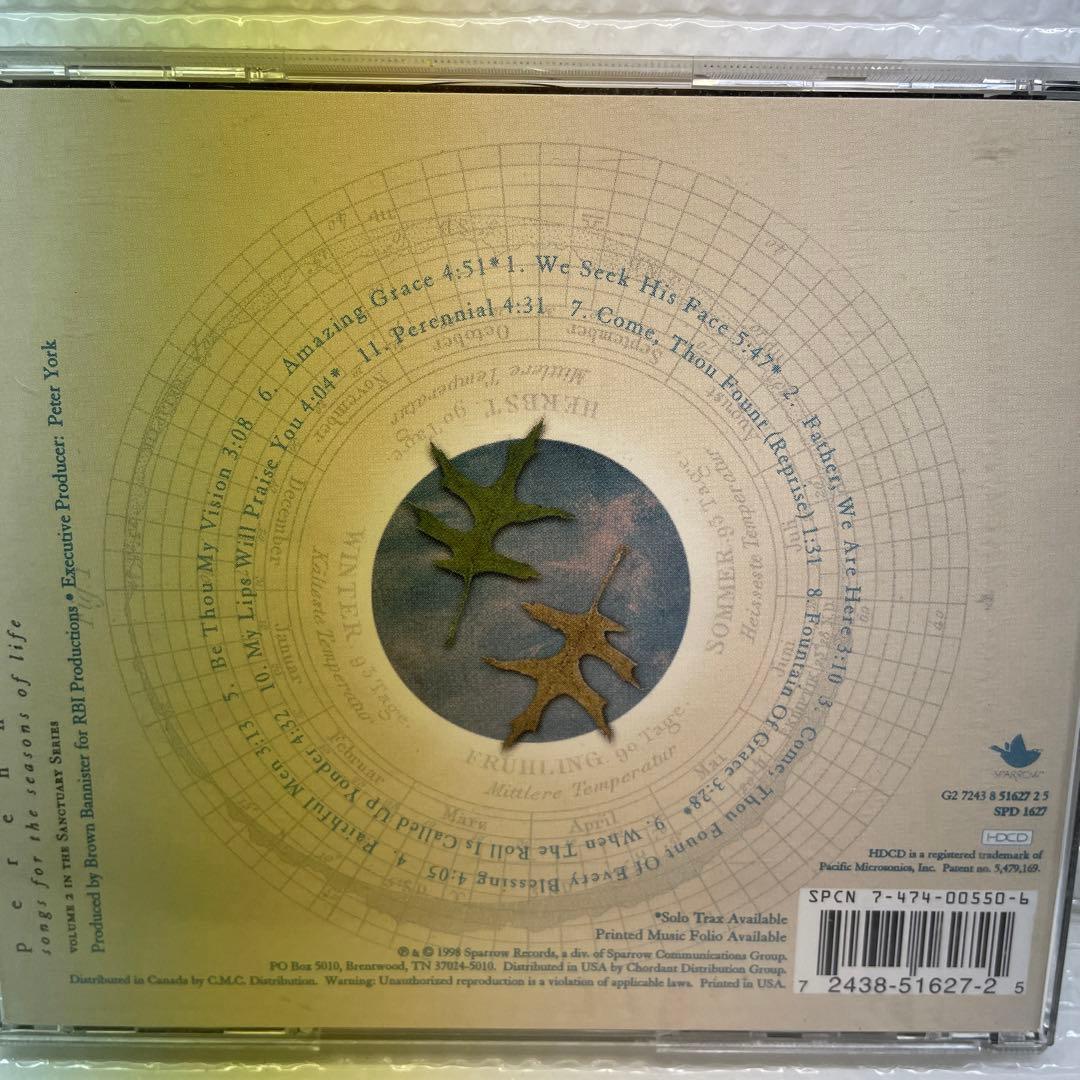 1. We Seek His Face 5:47*
2. Father, We Are Here 3:10
3. Come, Thou Fount Of Every Blessing 4:05
4. Faithful Men 3:13
5. Be Thou My Vision 3:08
6. Amazing Grace 4:51*
7. Come, Thou Fount (Reprise) 1:31
8. Fountain Of Grace 3:28*
9. When The Roll Is Called Up Yonder 4:32
10. My Lips Will Praise You 4:04*
11. Perennial 4:31
HERBST 90 Tage
Mittlere Temperatur
SOMMER 93 Tage
Heisseste Temperatur
FRÜHLING. 90 Tage.
Mittlere Temperatur
WINTER 93 Tage.
Kälteste Temperatur
September
October
November
December
Januar
Februar
Mars
April
Mai
Juni
Juli
August
songs for the seasons of life
VOLUME 2 IN THE SANCTUARY SERIES
Produced by Brown Bannister for RBI Productions • Executive Producer: Peter York
SPARROW™
G2 7243 8 51627 2 5
SPD 1627
HDCD
HDCD is a registered trademark of
Pacific Microsonics, Inc. Patent no. 5,479,169.
SPCN 7-474-00550-6
7 2438-51627-2 5
*Solo Trax Available
Printed Music Folio Available
℗ & © 1998 Sparrow Records, a div. of Sparrow Communications Group.
PO Box 5010, Brentwood, TN 37024-5010. Distributed in USA by Chordant Distribution Group.
Distributed in Canada by C.M.C. Distribution. Warning: Unauthorized reproduction is a violation of applicable laws. Printed in USA.